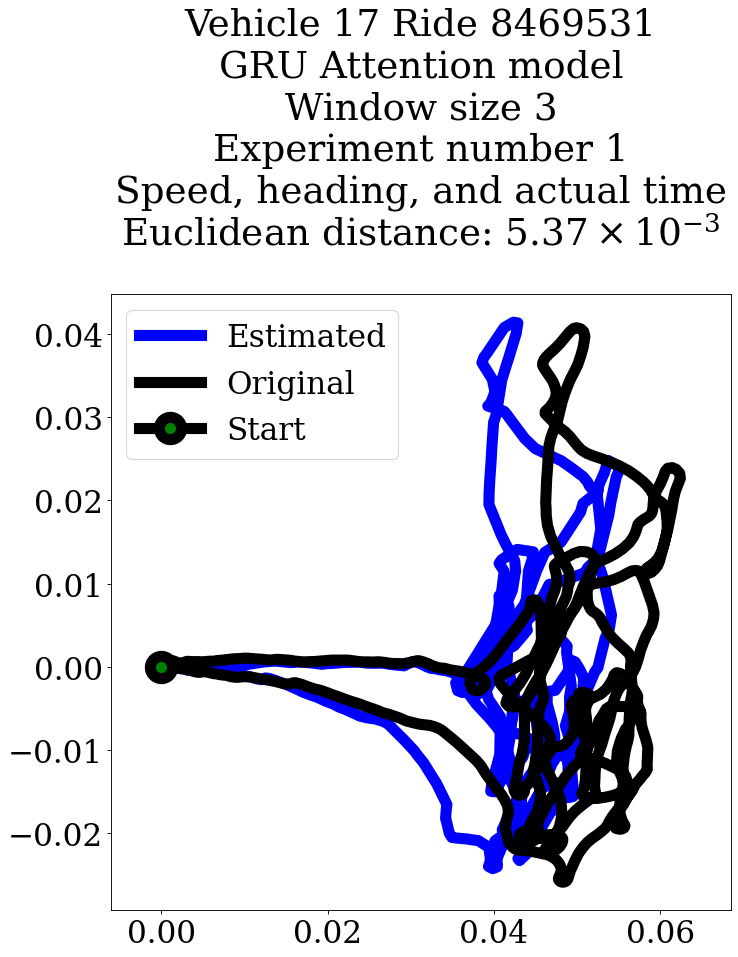 Vehicle 17 Ride 8469531
GRU Attention model
Window size 3
Experiment number 1
Speed, heading, and actual time
Euclidean distance: 5.37 × 10⁻³
Estimated
Original
Start
0.04
0.03
0.02
0.01
0.00
−0.01
−0.02
0.00 0.02 0.04 0.06